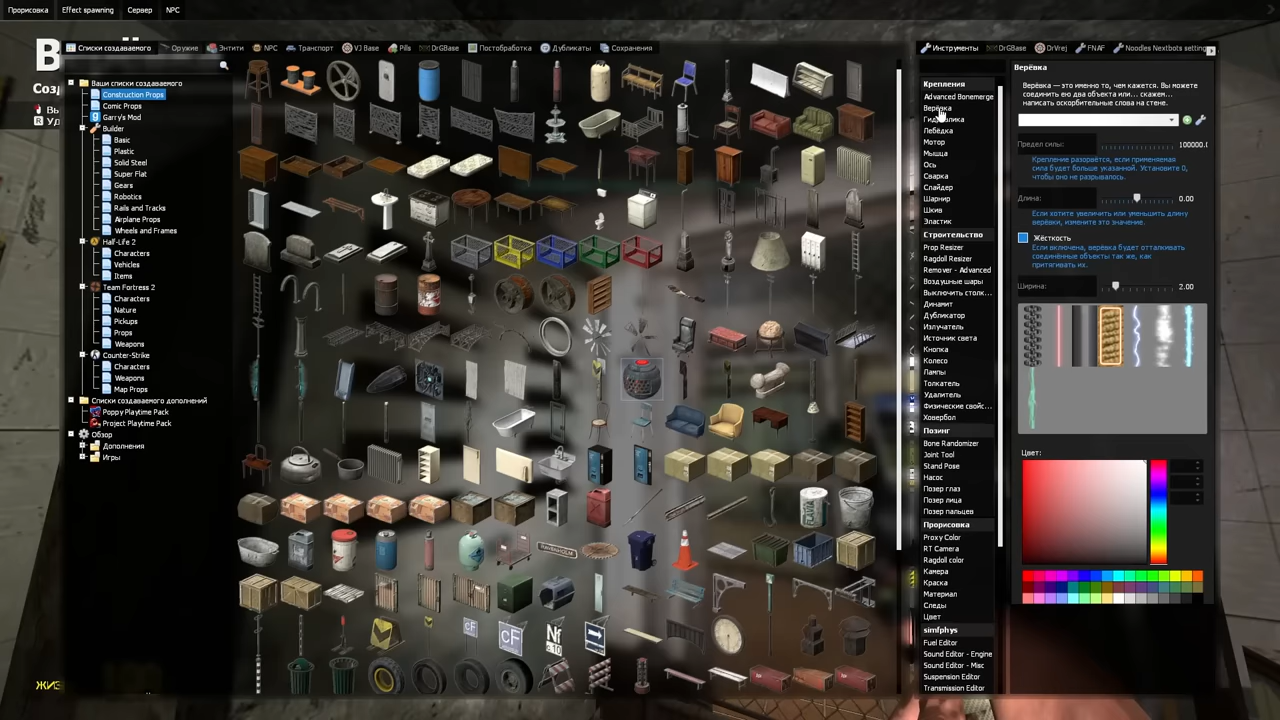 Прорисовка Effect spawning Сервер NPC
Списки создаваемого Оружие Энтити NPC Транспорт VJ Base Pills DrGBase Постобработка Дубликаты Сохранения
Ваши списки создаваемого
Construction Props
Comic Props
Garry's Mod
Builder
Basic
Plastic
Solid Steel
Super Flat
Gears
Robotics
Rails and Tracks
Airplane Props
Wheels and Frames
Half-Life 2
Characters
Vehicles
Items
Team Fortress 2
Characters
Nature
Pickups
Props
Weapons
Counter-Strike
Characters
Weapons
Map Props
Списки создаваемого дополнений
Poppy Playtime Pack
Project Playtime Pack
Обзор
Дополнения
Игры
RAVENHOLM
cF
cF
Инструменты DrGBase DrVrej FNAF Noodles Nextbots setting
Крепления
Advanced Bonemerge
Верёвка
Гидравлика
Лебёдка
Мотор
Мышца
Ось
Сварка
Слайдер
Шарнир
Шкив
Эластик
Строительство
Prop Resizer
Ragdoll Resizer
Remover - Advanced
Воздушные шары
Выключить столк...
Динамит
Дубликатор
Излучатель
Источник света
Кнопка
Колесо
Лампы
Толкатель
Удалитель
Физические свойс...
Ховербол
Позинг
Bone Randomizer
Joint Tool
Stand Pose
Насос
Позер глаз
Позер лица
Позер пальцев
Прорисовка
Proxy Color
RT Camera
Ragdoll color
Камера
Краска
Материал
Следы
Цвет
simfphys
Fuel Editor
Sound Editor - Engine
Sound Editor - Misc
Suspension Editor
Transmission Editor
Верёвка
Верёвка — это именно то, чем кажется. Вы можете
соединить ею два объекта или... скажем...
написать оскорбительные слова на стене.
Предел силы: 100000.(
Крепление разорвётся, если применяемая
сила будет больше указанной. Установите 0,
чтобы оно не разрывалось.
Длина: 0.00
Если хотите увеличить или уменьшить длину
верёвки, измените это значение.
Жёсткость
Если включена, верёвка будет отталкивать
соединённые объекты так же, как
притягивать их.
Ширина: 2.00
Цвет: